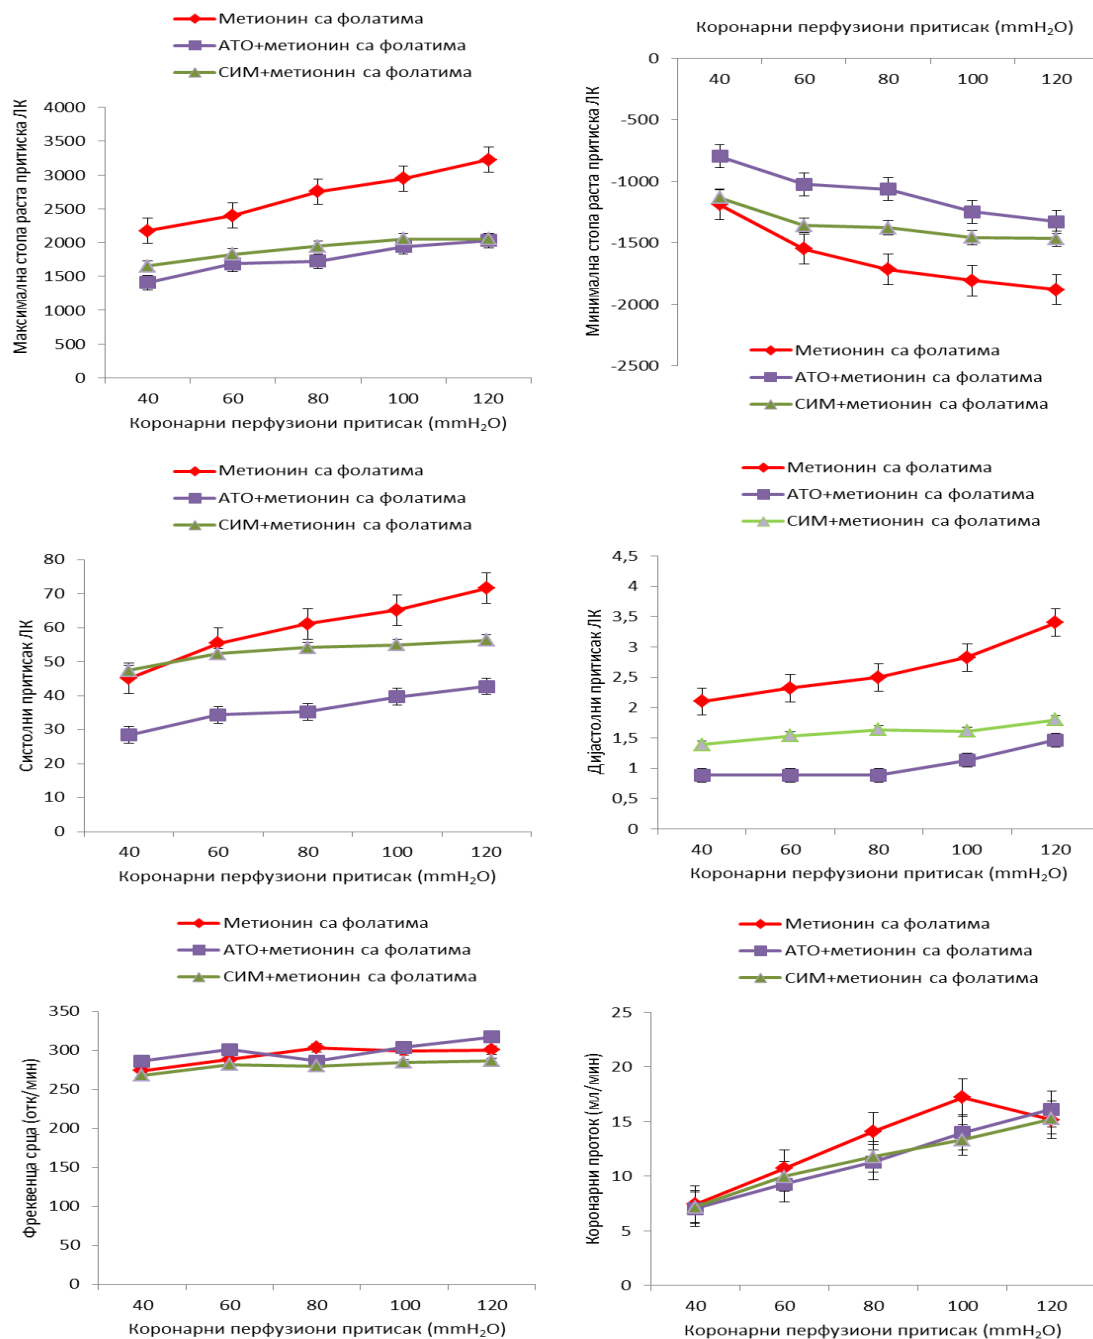 Метионин са фолатима
АТО+метионин са фолатима
СИМ+метионин са фолатима
Максимална стопа раста притиска ЛК
4000
3500
3000
2500
2000
1500
1000
500
0
40 60 80 100 120
Коронарни перфузиони притисак (mmH₂O)
Коронарни перфузиони притисак (mmH₂O)
40 60 80 100 120
Минимална стопа раста притиска ЛК
0
-500
-1000
-1500
-2000
-2500
Метионин са фолатима
АТО+метионин са фолатима
СИМ+метионин са фолатима
Метионин са фолатима
АТО+метионин са фолатима
СИМ+метионин са фолатима
Систолни притисак ЛК
80
70
60
50
40
30
20
10
0
40 60 80 100 120
Коронарни перфузиони притисак (mmH₂O)
Метионин са фолатима
АТО+метионин са фолатима
СИМ+метионин са фолатима
Дијастолни притисак ЛК
4,5
4
3,5
3
2,5
2
1,5
1
0,5
0
40 60 80 100 120
Коронарни перфузиони притисак (mmH₂O)
Метионин са фолатима
АТО+метионин са фолатима
СИМ+метионин са фолатима
Фреквенца срца (отк/мин)
350
300
250
200
150
100
50
0
40 60 80 100 120
Коронарни перфузиони притисак (mmH₂O)
Метионин са фолатима
АТО+метионин са фолатима
СИМ+метионин са фолатима
Коронарни проток (мл/мин)
25
20
15
10
5
0
40 60 80 100 120
Коронарни перфузиони притисак (mmH₂O)